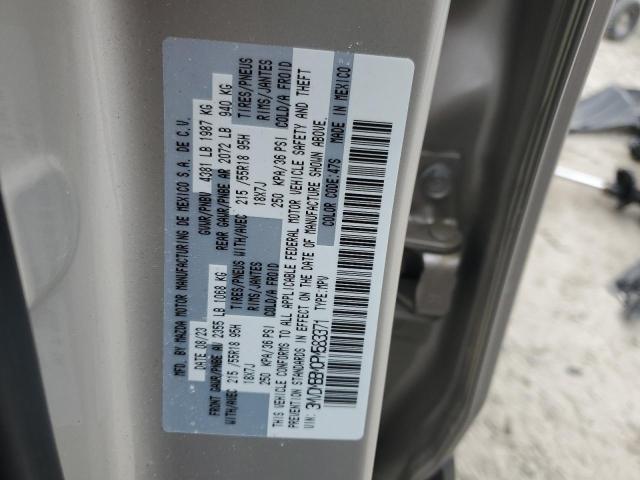 MFD. BY MAZDA MOTOR MANUFACTURING DE MEXICO S.A. DE C.V.
DATE 08/23 GVWR/PNBV 4381 LB 1987 KG
FRONT GAWR/PNBE AV 2355 LB 1068 KG REAR GAWR/PNBE AR 2072 LB 940 KG
WITH/AVEC TIRES/PNEUS WITH/AVEC TIRES/PNEUS
215 /55R18 95H RIMS/JANTES 215 /55R18 95H RIMS/JANTES
18X7J COLD/A FROID 18X7J COLD/A FROID
250 KPA/36 PSI 250 KPA/36 PSI
THIS VEHICLE CONFORMS TO ALL APPLICABLE FEDERAL MOTOR VEHICLE SAFETY AND THEFT
PREVENTION STANDARDS IN EFFECT ON THE DATE OF MANUFACTURE SHOWN ABOVE.
VIN: TYPE:MPV COLOR CODE:47S MADE IN MEXICO